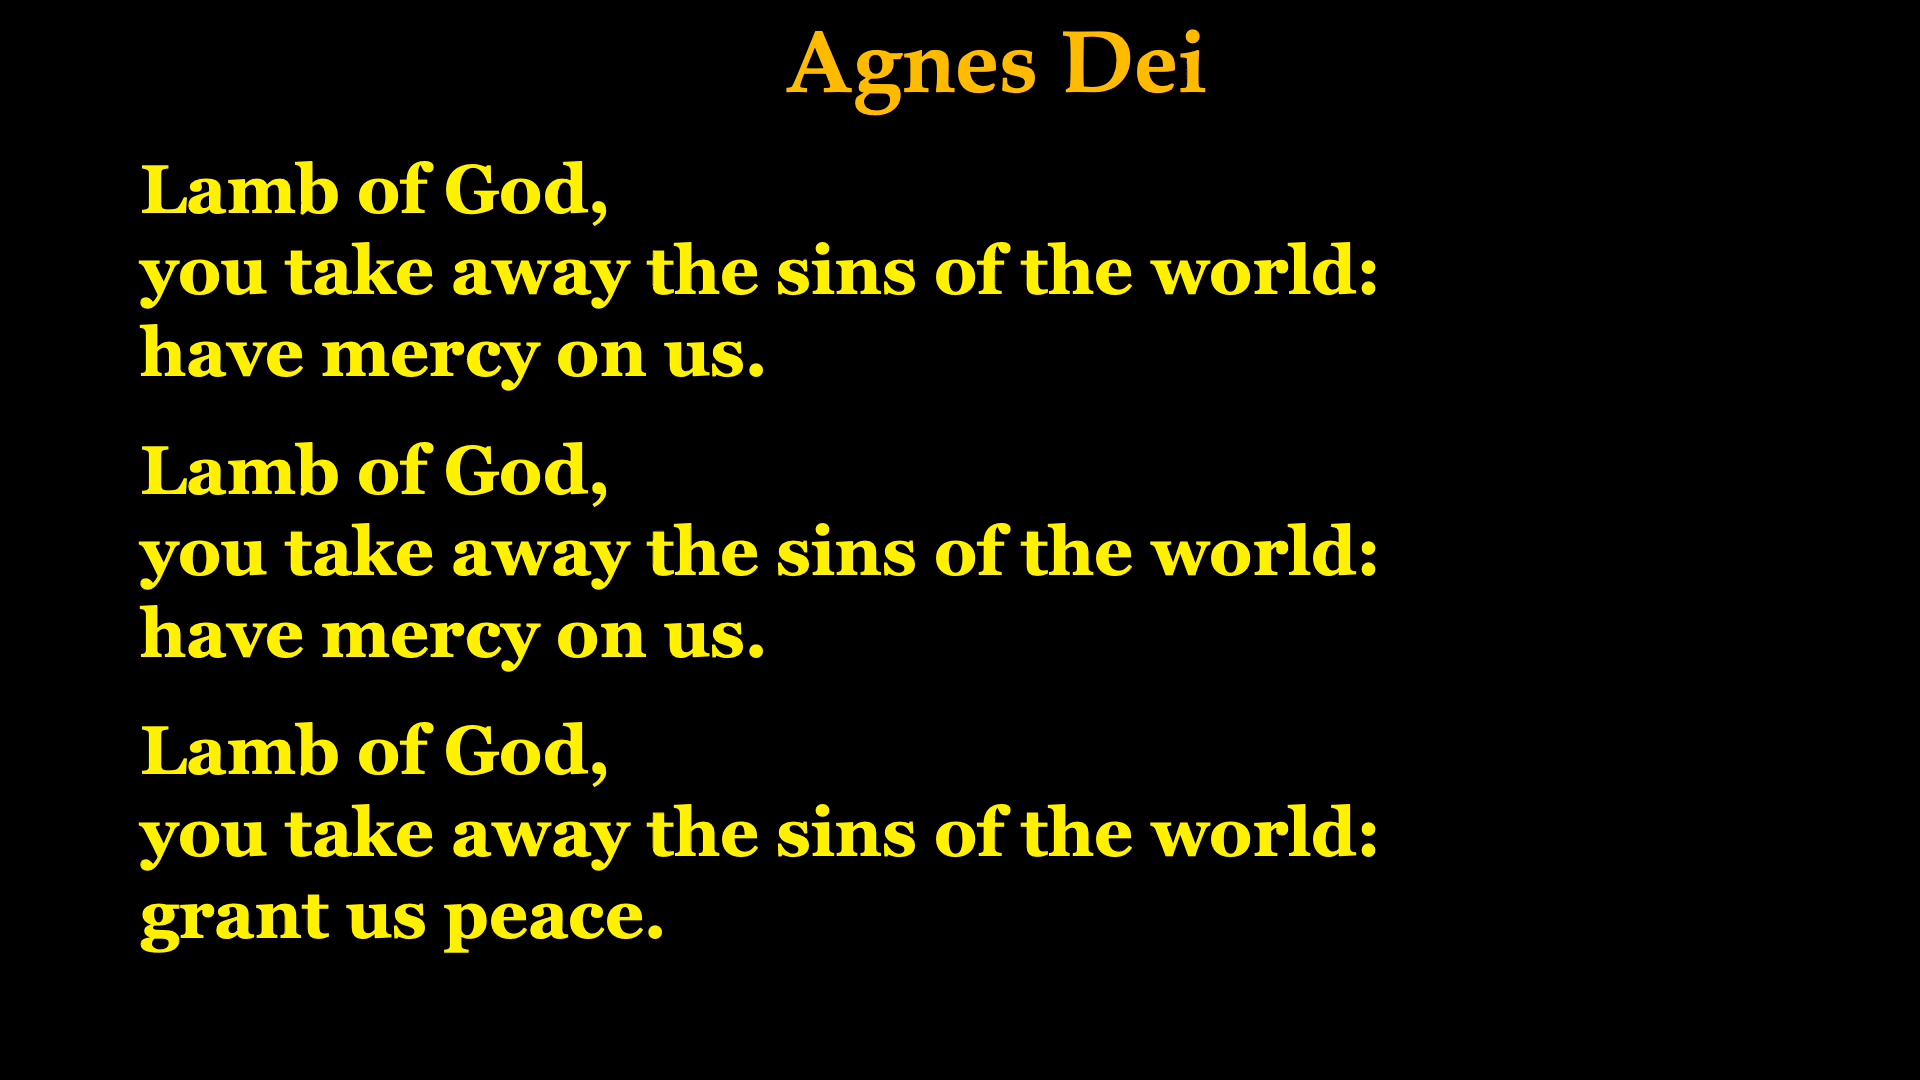 Agnes Dei
Lamb of God,
you take away the sins of the world:
have mercy on us.
Lamb of God,
you take away the sins of the world:
have mercy on us.
Lamb of God,
you take away the sins of the world:
grant us peace.